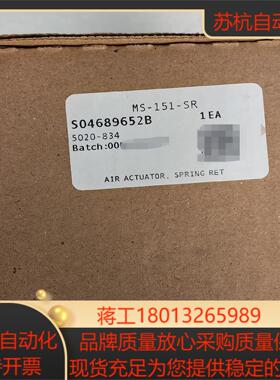 苏杭自动
MS-151-SR
S04689652B
1 EA
5020-834
Batch:00
AIR ACTUATOR, SPRING RET
自动化
蒋工18013265989
品牌质量放心采购质量保
票开票
现货充足为您提供稳定的